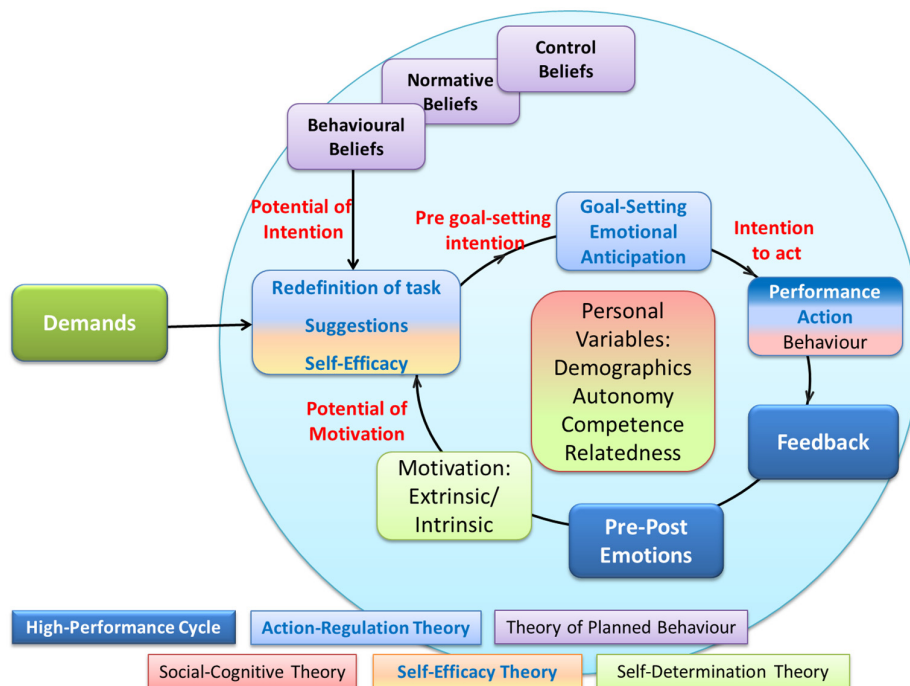 Control
Beliefs
Normative
Beliefs
Behavioural
Beliefs
Potential of
Intention
Pre goal-setting
intention
Goal-Setting
Emotional
Anticipation
Intention
to act
Demands
Redefinition of task
Suggestions
Self-Efficacy
Personal
Variables:
Demographics
Autonomy
Competence
Relatedness
Performance
Action
Behaviour
Potential of
Motivation
Feedback
Motivation:
Extrinsic/
Intrinsic
Pre-Post
Emotions
High-Performance Cycle
Action-Regulation Theory
Theory of Planned Behaviour
Social-Cognitive Theory
Self-Efficacy Theory
Self-Determination Theory